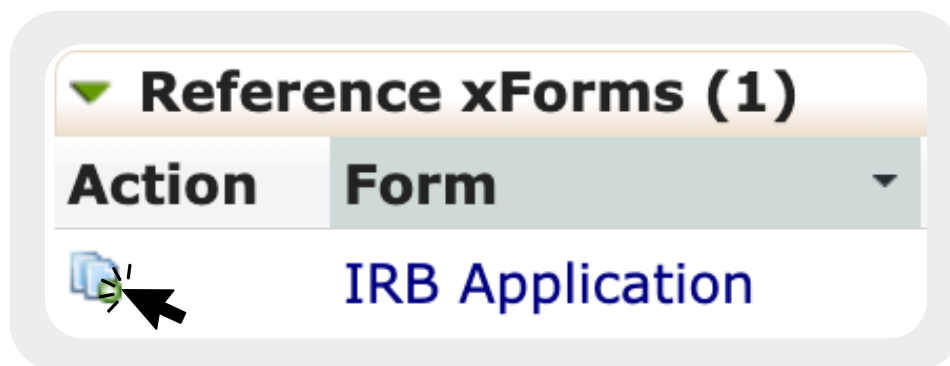 Reference xForms (1)
Action Form
IRB Application